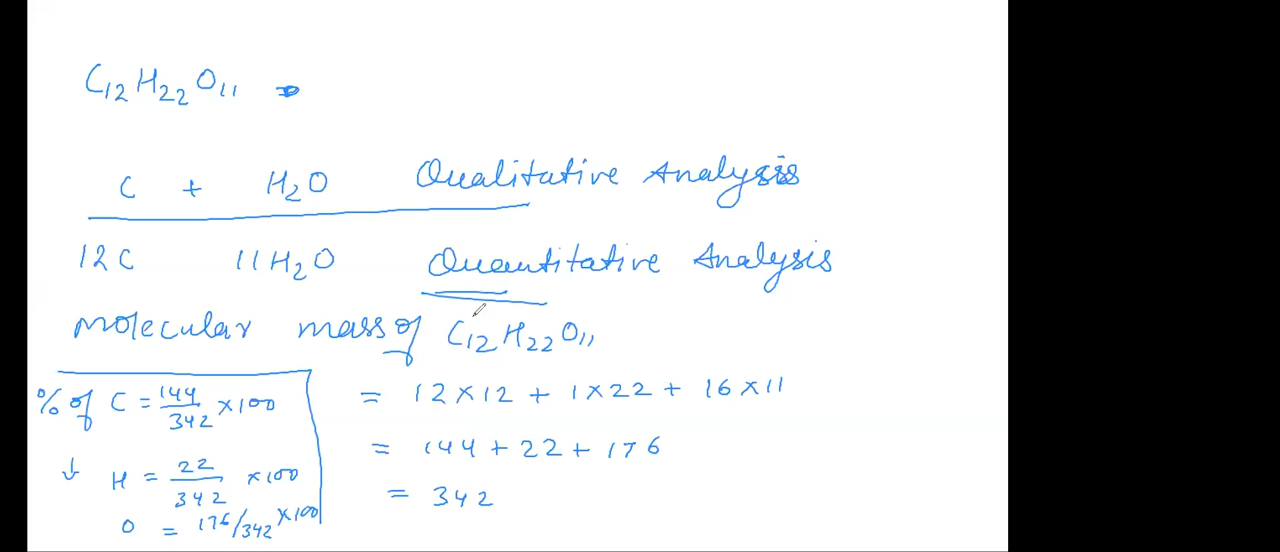 C₁₂H₂₂O₁₁ →
C + H₂O Qualitative Analysis
12C 11H₂O Quantitative Analysis
molecular mass of C₁₂H₂₂O₁₁
% of C = 144/342 ×100
= 12×12 + 1×22 + 16×11
= 144 + 22 + 176
↓ H = 22/342 ×100
= 342
O = 176/342 ×100